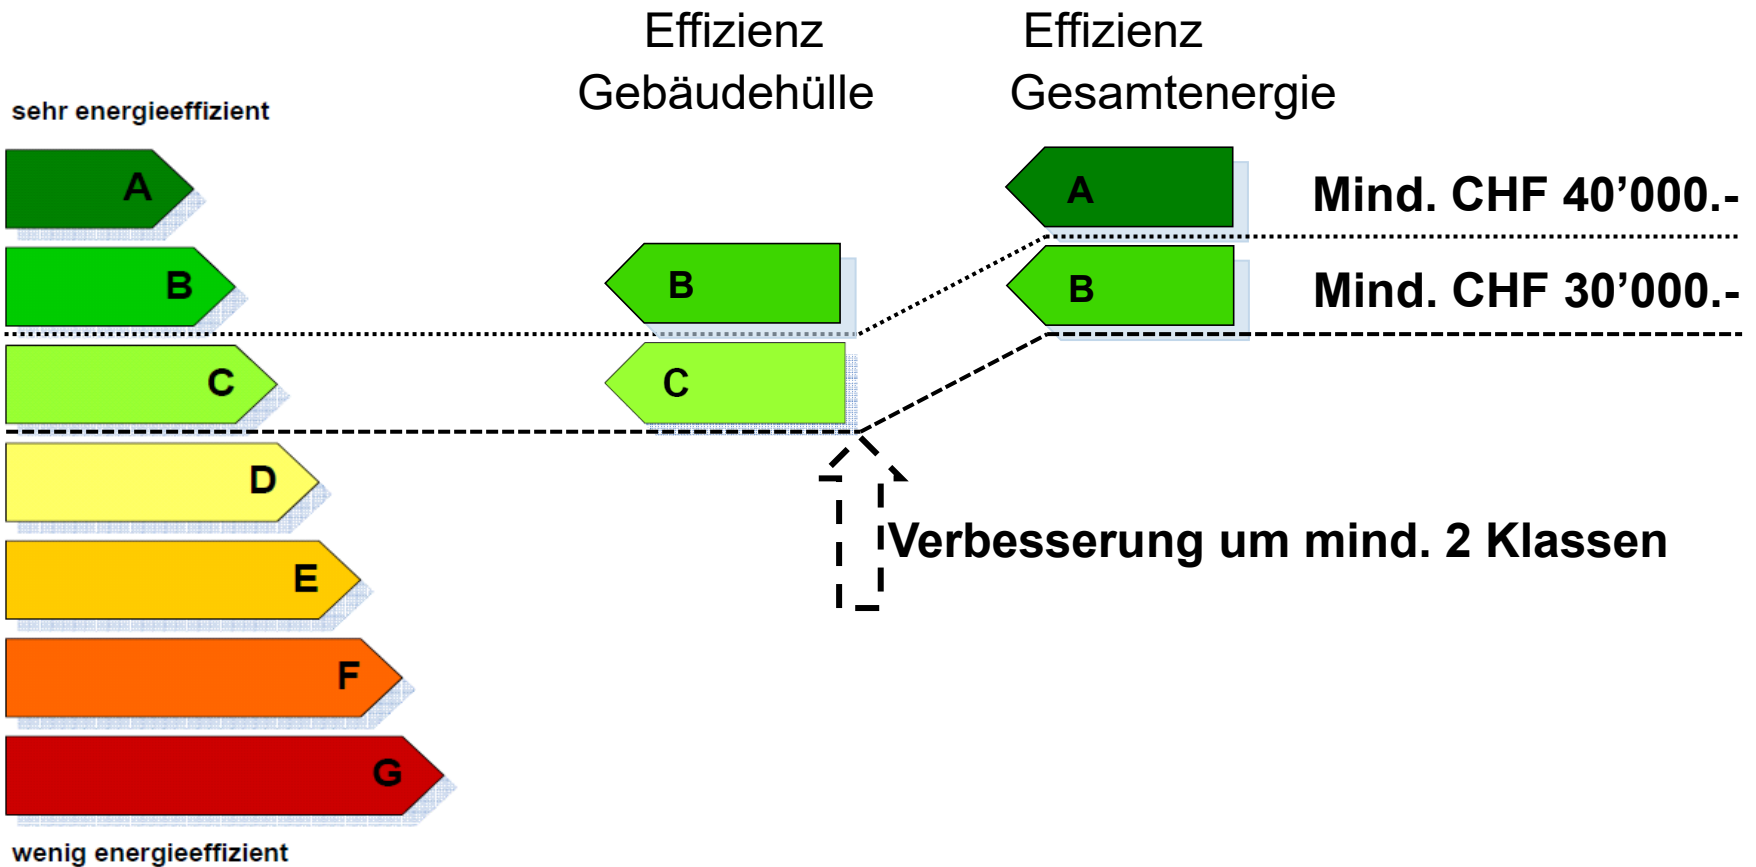 Effizienz
Gebäudehülle
Effizienz
Gesamtenergie
sehr energieeffizient
A
A
Mind. CHF 40’000.-
B
B
B
Mind. CHF 30’000.-
C
C
D
Verbesserung um mind. 2 Klassen
E
F
G
wenig energieeffizient